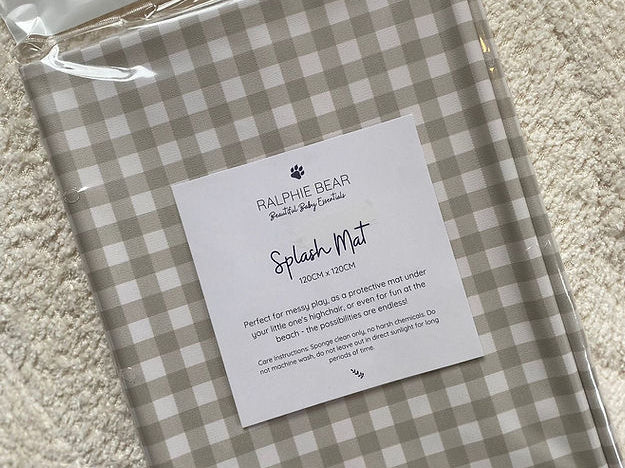 RALPHIE BEAR
Beautiful Baby Essentials
Splash Mat
120CM x 120CM
Perfect for messy play, as a protective mat under
your little one's highchair, or even for fun at the
beach - the possibilities are endless!
Care Instructions: Sponge clean only, no harsh chemicals. Do
not machine wash, do not leave out in direct sunlight for long
periods of time.